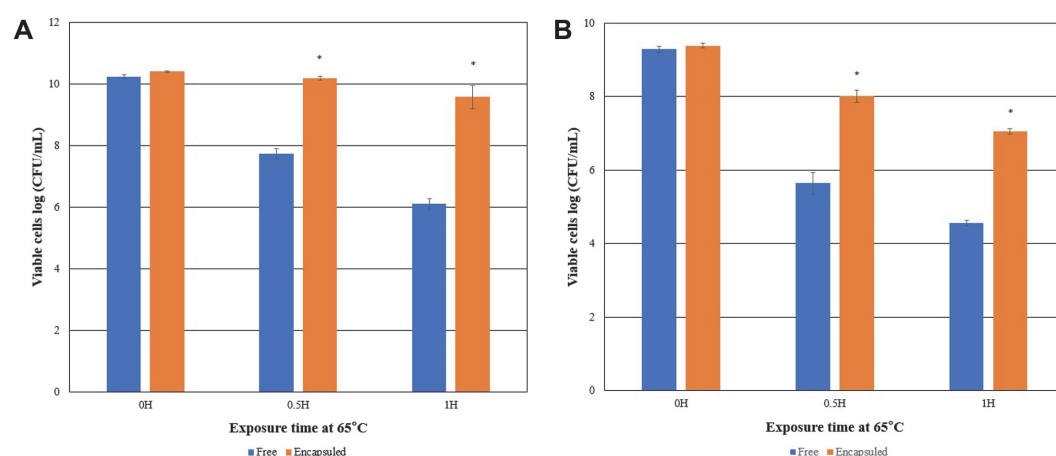 A
12
10
8
6
4
2
0
Viable cells log (CFU/mL)
*
*
0H 0.5H 1H
Exposure time at 65°C
Free Encapsuled
B
10
8
6
4
2
0
Viable cells log (CFU/mL)
*
*
0H 0.5H 1H
Exposure time at 65°C
Free Encapsuled